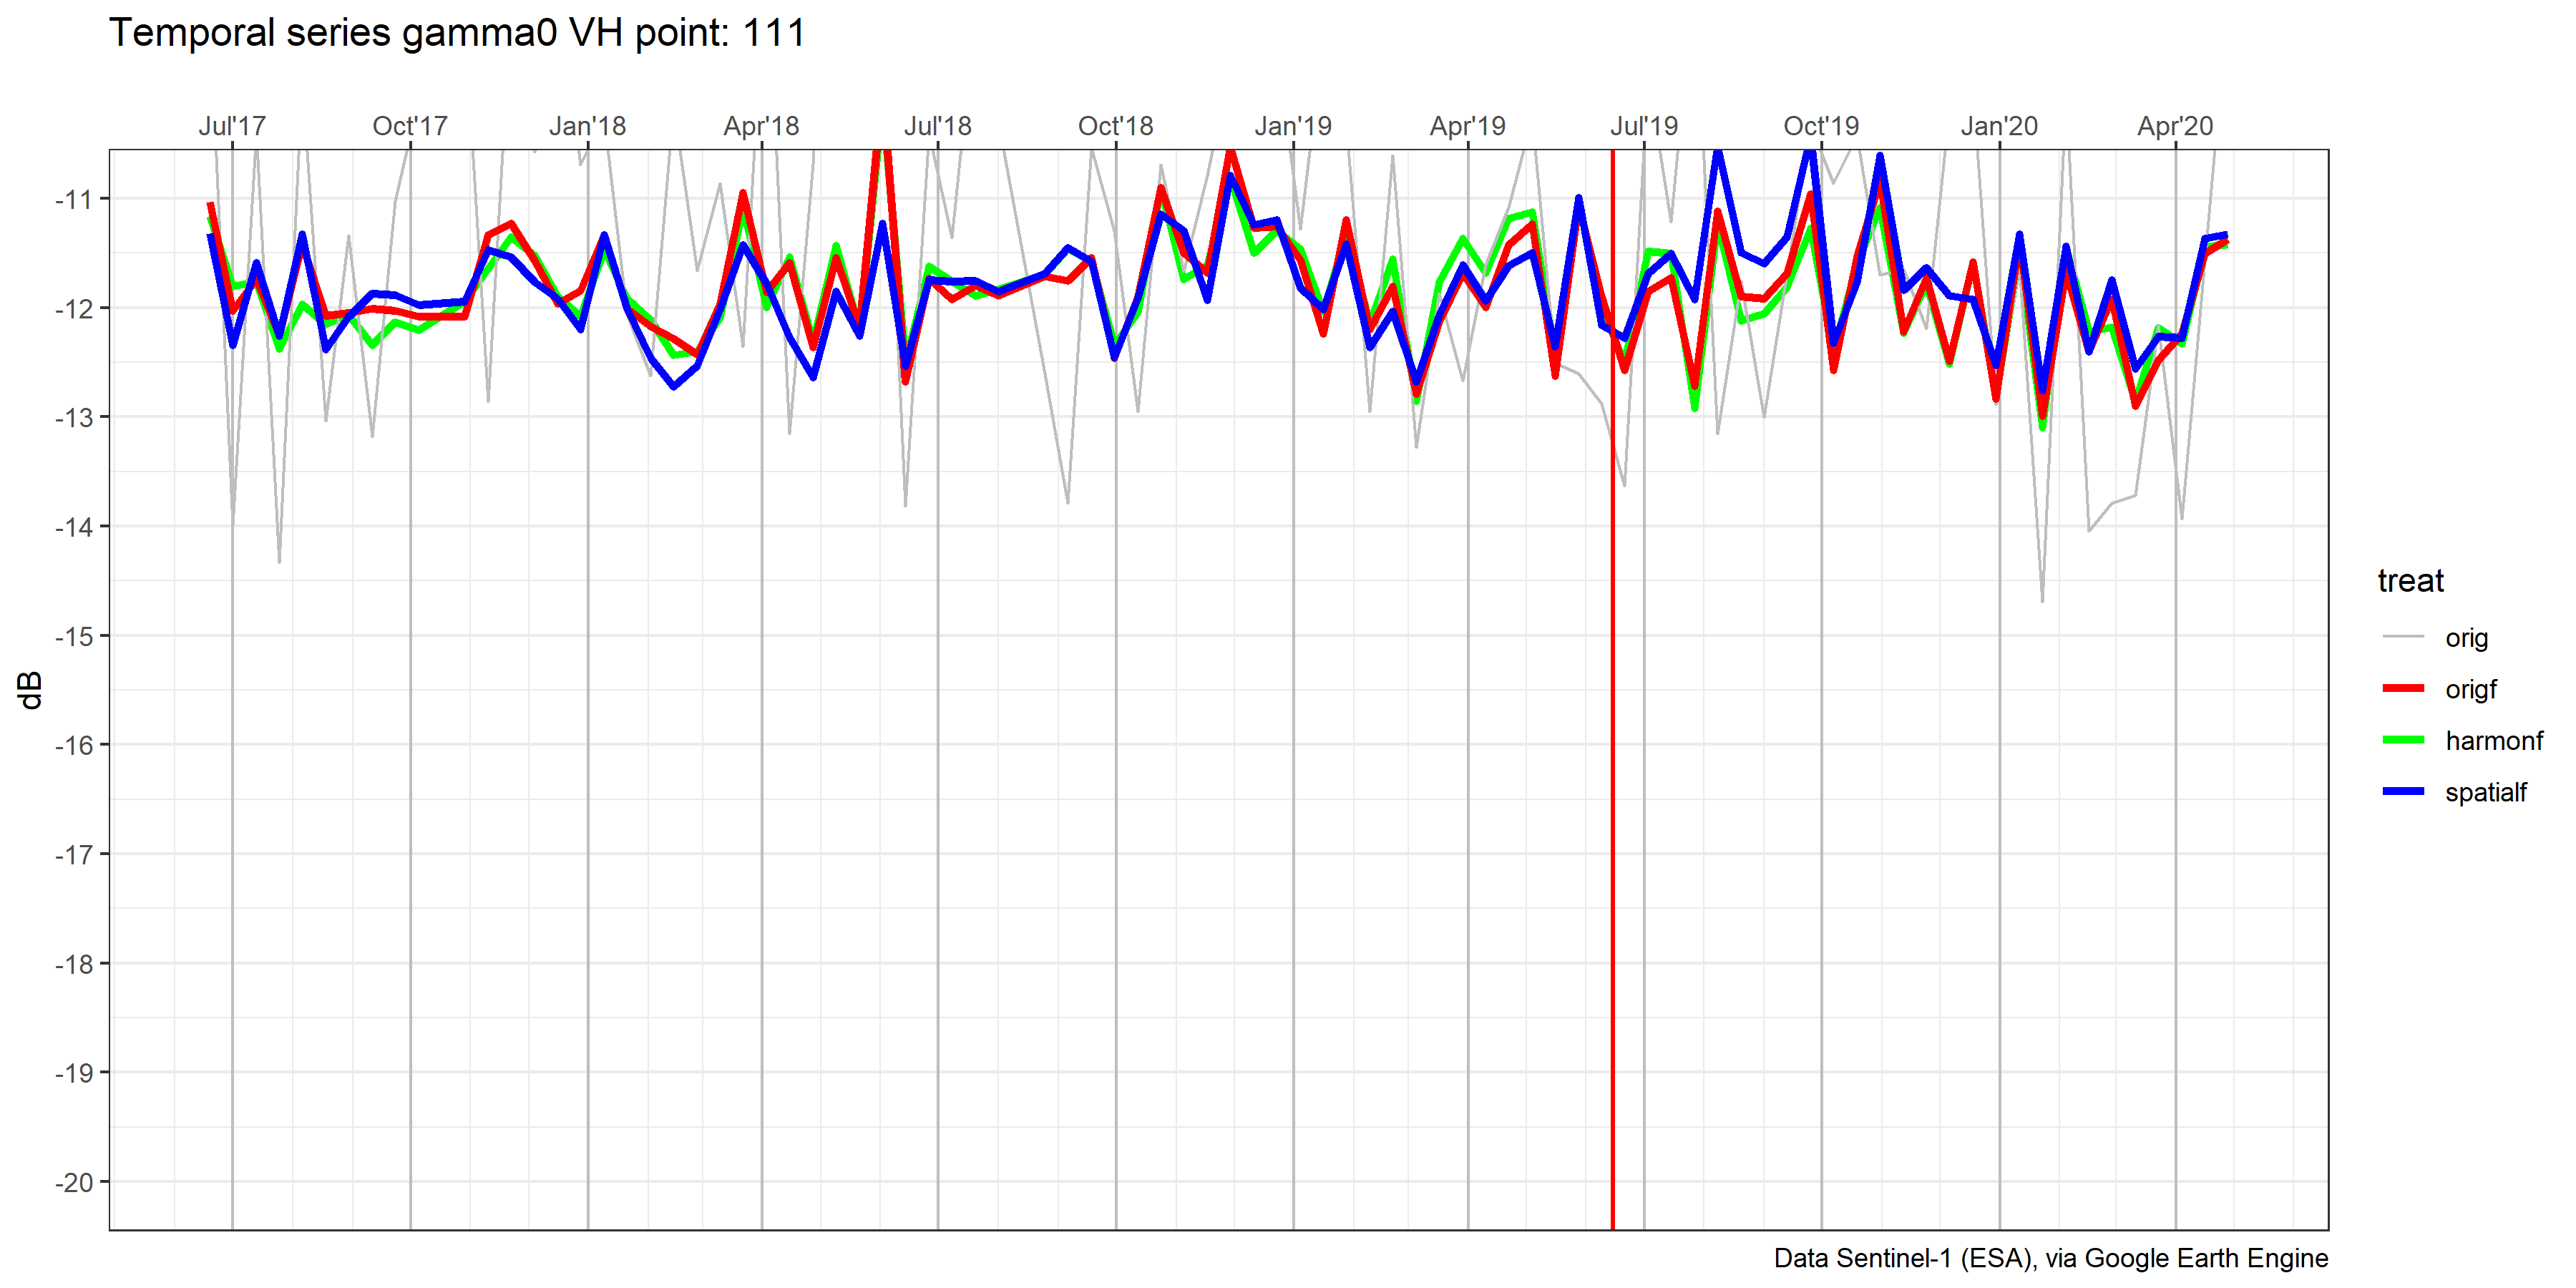 Temporal series gamma0 VH point: 111
Jul'17 Oct'17 Jan'18 Apr'18 Jul'18 Oct'18 Jan'19 Apr'19 Jul'19 Oct'19 Jan'20 Apr'20
-11
-12
-13
-14
-15
-16
-17
-18
-19
-20
dB
treat
orig
origf
harmonf
spatialf
Data Sentinel-1 (ESA), via Google Earth Engine